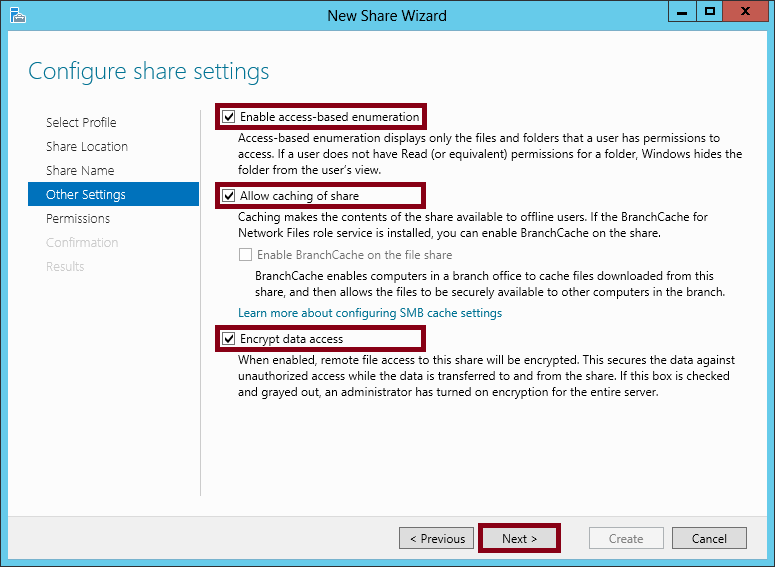 New Share Wizard
X
Configure share settings
Select Profile
Share Location
Share Name
Other Settings
Permissions
Confirmation
Results
Enable access-based enumeration
Access-based enumeration displays only the files and folders that a user has permissions to
access. If a user does not have Read (or equivalent) permissions for a folder, Windows hides the
folder from the user's view.
Allow caching of share
Caching makes the contents of the share available to offline users. If the BranchCache for
Network Files role service is installed, you can enable BranchCache on the share.
Enable BranchCache on the file share
BranchCache enables computers in a branch office to cache files downloaded from this
share, and then allows the files to be securely available to other computers in the branch.
Learn more about configuring SMB cache settings
Encrypt data access
When enabled, remote file access to this share will be encrypted. This secures the data against
unauthorized access while the data is transferred to and from the share. If this box is checked
and grayed out, an administrator has turned on encryption for the entire server.
< Previous
Next >
Create
Cancel